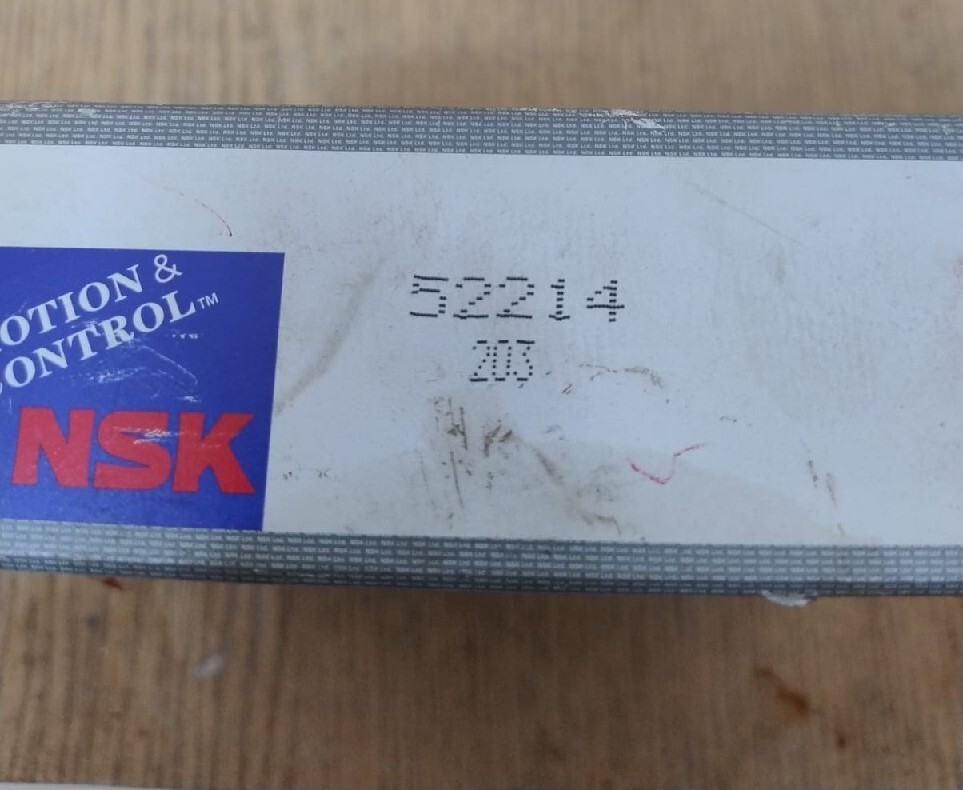 OTION &
ONTROL™
NSK
52214
203